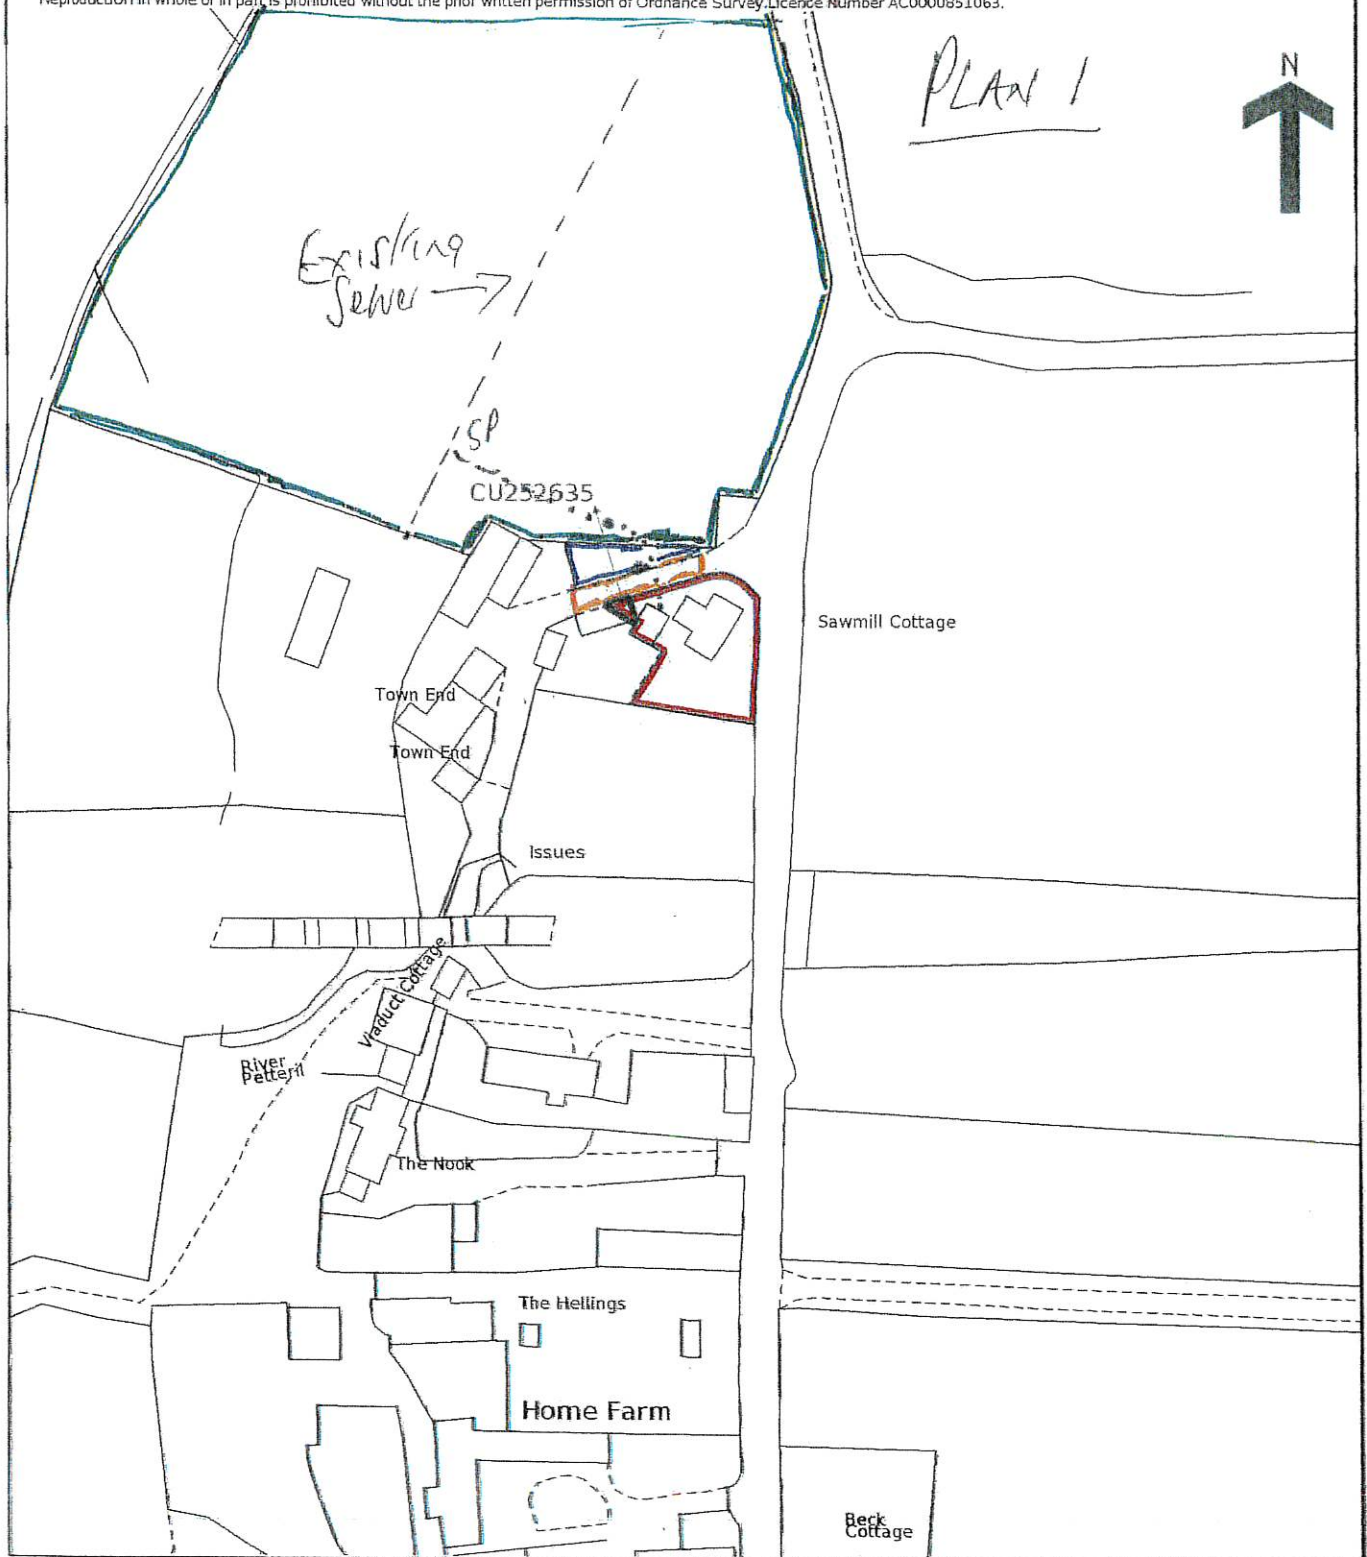 Reproduction in whole or in part is prohibited without the prior written permission of Ordnance Survey.Licence Number AC0000851063.
PLAN 1
N
Existing
Sewer
SP
CU252635
Sawmill Cottage
Town End
Town End
Issues
Viaduct Cottage
River
Petteril
The Nook
The Hellings
Home Farm
Beck
Cottage